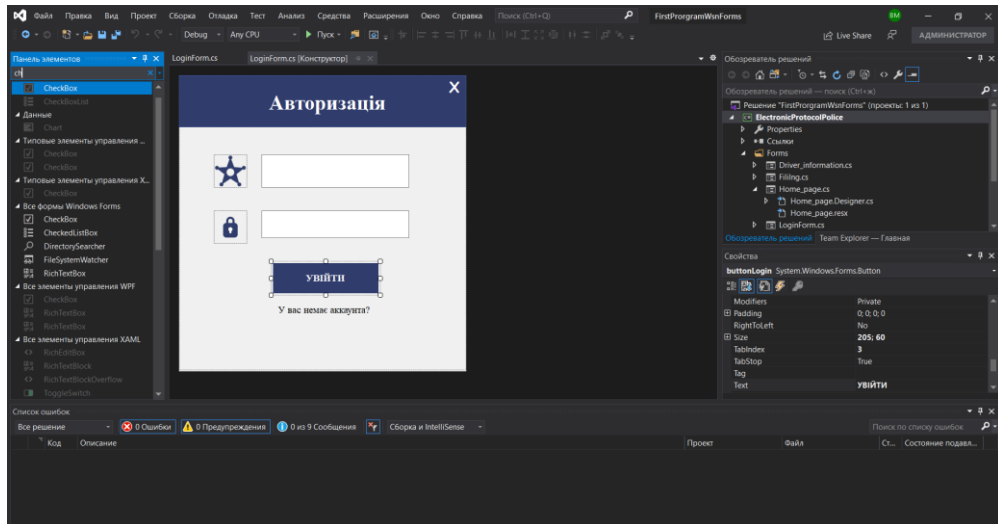 Файл Правка Вид Проект Сборка Отладка Тест Анализ Средства Расширения Окно Справка Поиск (Ctrl+Q) FirstProrgramWsnForms ВМ
Debug Any CPU Пуск Live Share АДМИНИСТРАТОР
Панель элементов
ch
CheckBox
CheckBoxList
Данные
Chart
Типовые элементы управления ...
CheckBox
CheckBox
Типовые элементы управления X...
CheckBox
Все формы Windows Forms
CheckBox
CheckedListBox
DirectorySearcher
FileSystemWatcher
RichTextBox
Все элементы управления WPF
CheckBox
RichTextBox
RichTextBox
Все элементы управления XAML
RichEditBox
RichTextBlock
RichTextBlockOverflow
ToggleSwitch
LoginForm.cs LoginForm.cs [Конструктор]
Авторизація
X
УВІЙТИ
У вас немає аккаунта?
Обозреватель решений
Обозреватель решений — поиск (Ctrl+ж)
Решение "FirstProrgramWsnForms" (проекты: 1 из 1)
ElectronicProtocolPolice
Properties
Ссылки
Forms
Driver_information.cs
Fililng.cs
Home_page.cs
Home_page.Designer.cs
Home_page.resx
LoginForm.cs
Обозреватель решений Team Explorer — Главная
Свойства
buttonLogin System.Windows.Forms.Button
Modifiers Private
Padding 0; 0; 0; 0
RightToLeft No
Size 205; 60
TabIndex 3
TabStop True
Tag
Text УВІЙТИ
Список ошибок
Все решение 0 Ошибки 0 Предупреждения 0 из 9 Сообщения Сборка и IntelliSense Поиск по списку ошибок
Код Описание Проект Файл Ст... Состояние подавл...